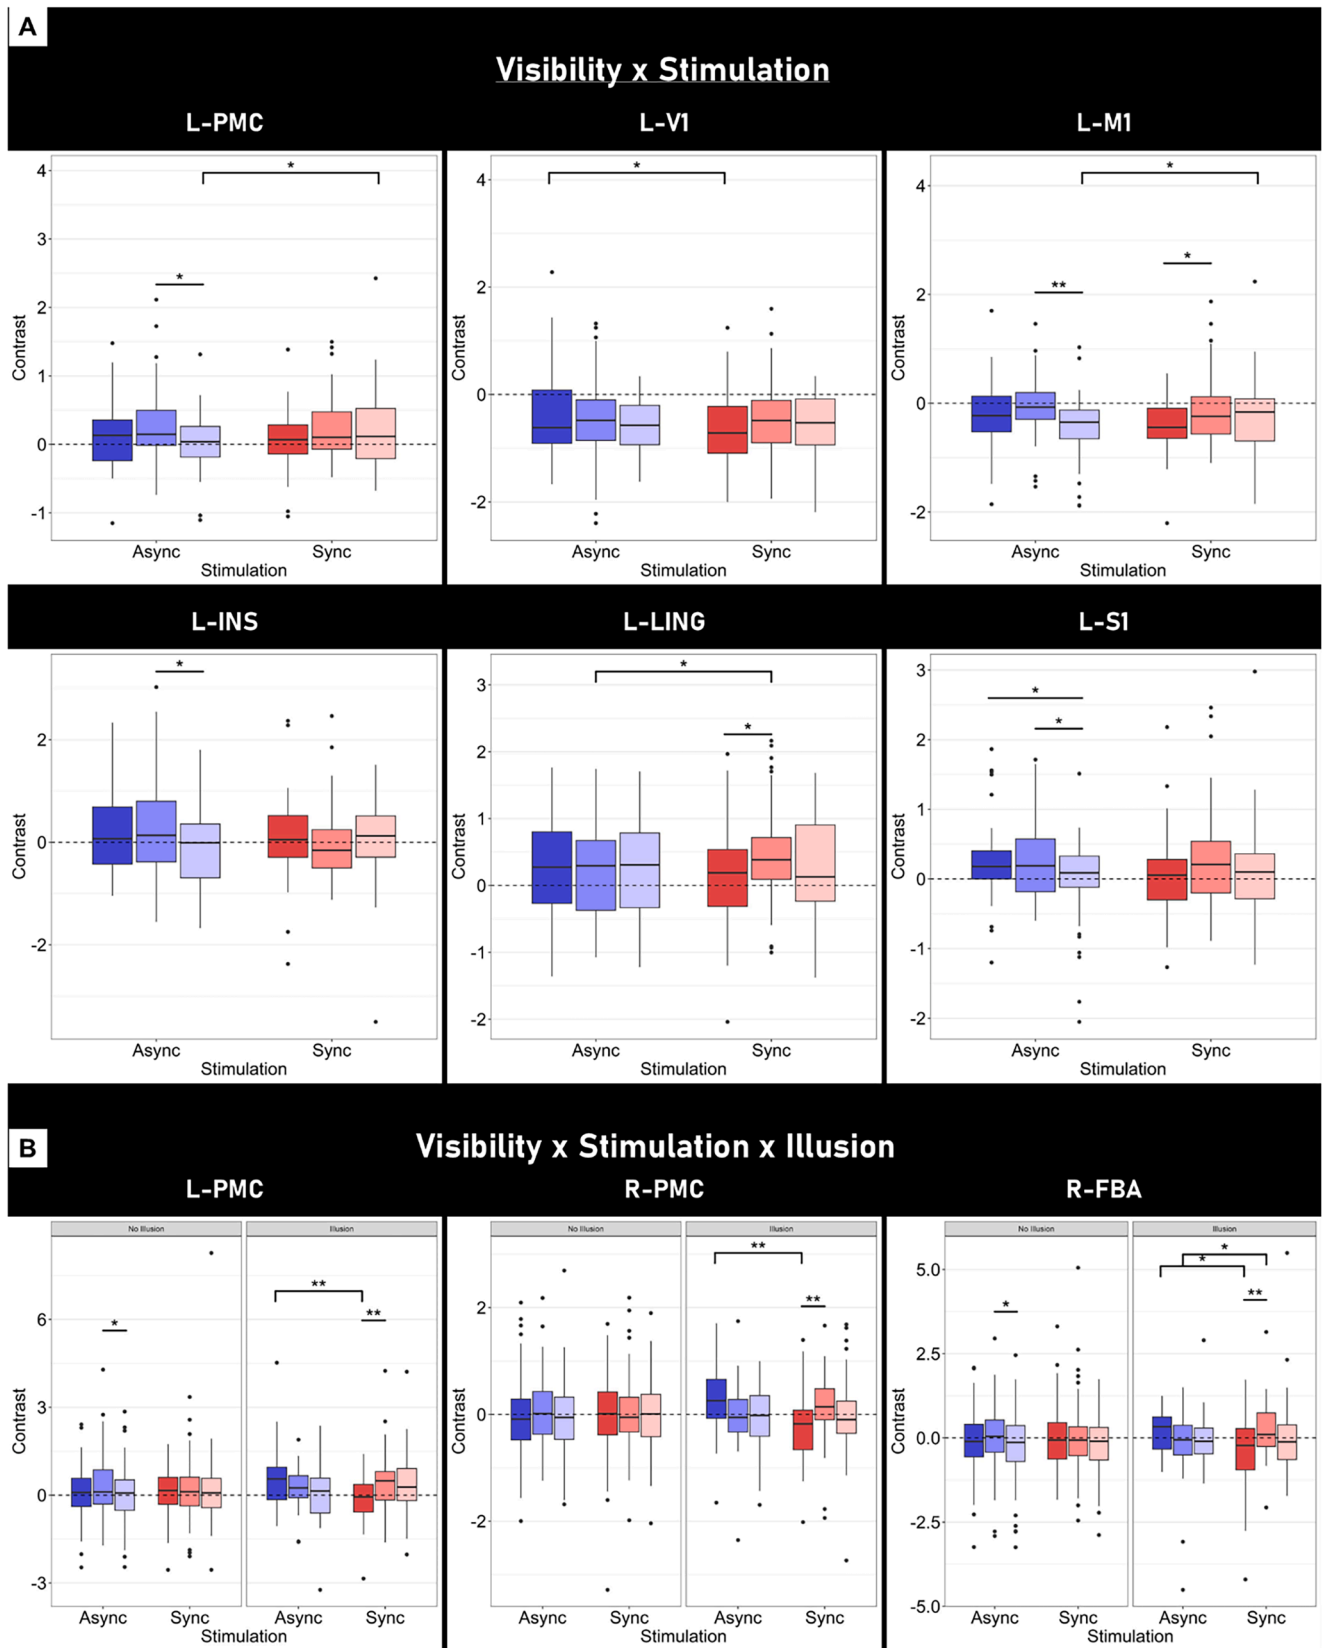 A
Visibility x Stimulation
L-PMC
L-V1
L-M1
4
3
2
1
0
-1
Contrast
*
*
Async
Sync
Stimulation
4
2
0
-2
Contrast
*
Async
Sync
Stimulation
4
2
0
-2
Contrast
*
**
*
Async
Sync
Stimulation
L-INS
L-LING
L-S1
2
0
-2
Contrast
*
Async
Sync
Stimulation
3
2
1
0
-1
-2
Contrast
*
*
Async
Sync
Stimulation
3
2
1
0
-1
-2
Contrast
*
*
Async
Sync
Stimulation
B
Visibility x Stimulation x Illusion
L-PMC
R-PMC
R-FBA
No Illusion
Illusion
6
3
0
-3
Contrast
*
**
**
Async
Sync
Async
Sync
Stimulation
No Illusion
Illusion
2
0
-2
Contrast
**
**
Async
Sync
Async
Sync
Stimulation
No Illusion
Illusion
5.0
2.5
0.0
-2.5
-5.0
Contrast
*
*
*
**
Async
Sync
Async
Sync
Stimulation